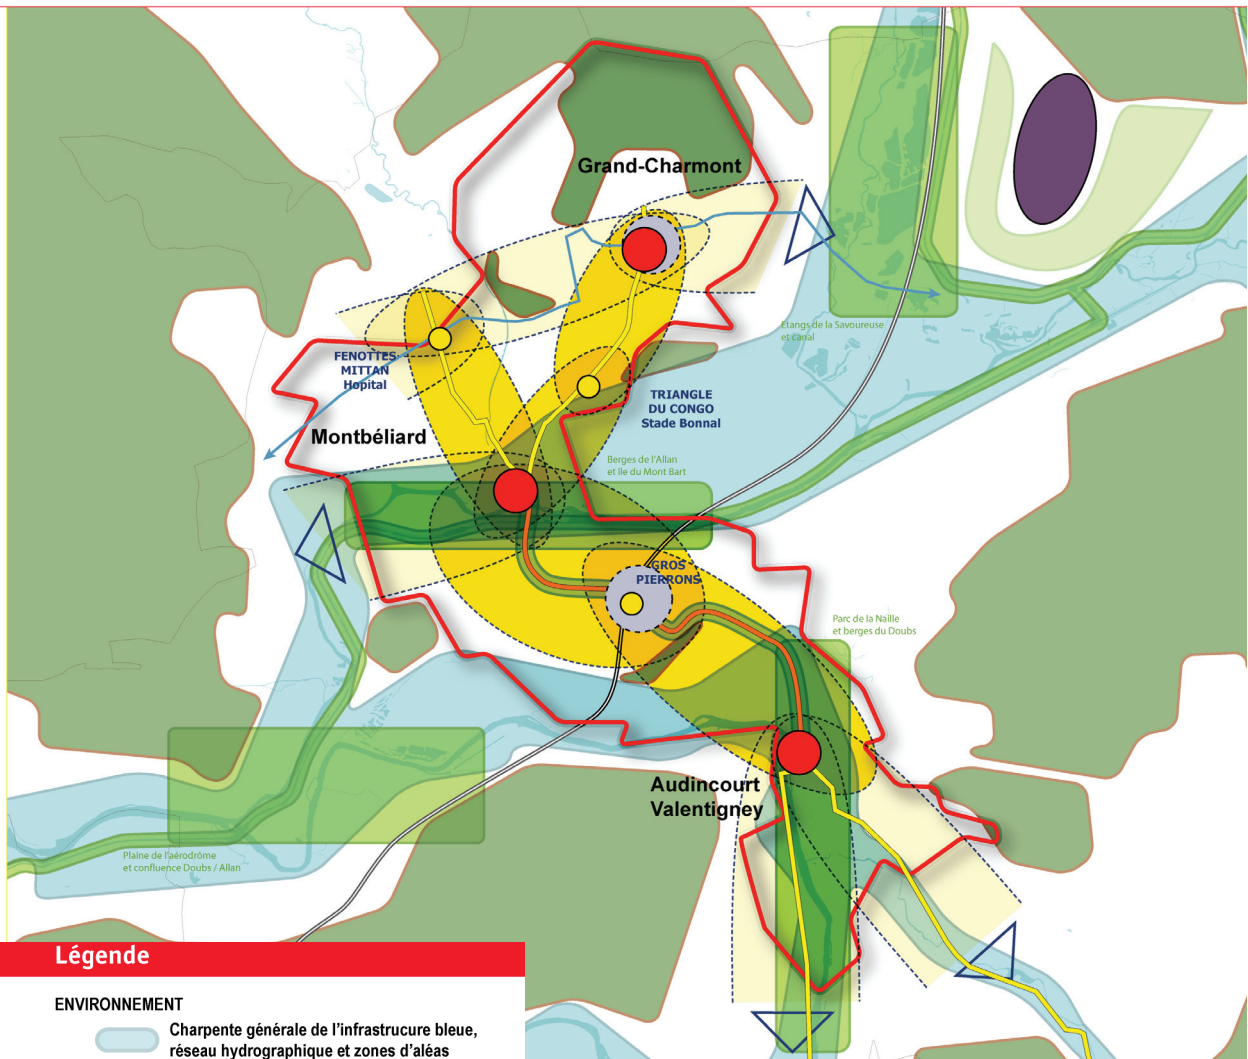 Grand-Charmont
Etangs de la Savoureuse
et canal
FENOTTES
MITTAN
Hopital
TRIANGLE
DU CONGO
Stade Bonnal
Montbéliard
Berges de l'Allan
et Ile du Mont Bart
GROS
PIERRONS
Parc de la Naille
et berges du Doubs
Audincourt
Valentigney
Plaine de l'aérodrôme
et confluence Doubs / Allan
Légende
ENVIRONNEMENT
Charpente générale de l'infrastrucure bleue,
réseau hydrographique et zones d'aléas